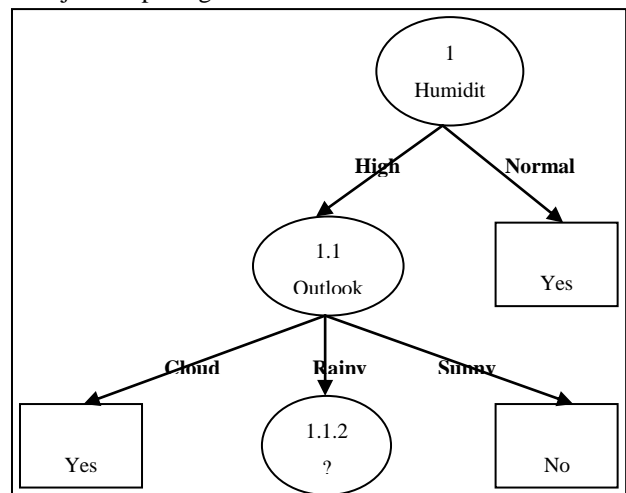 1
Humidit
High
Normal
1.1
Outlook
Yes
Cloud
Rainy
Sunny
1.1.2
?
Yes
No